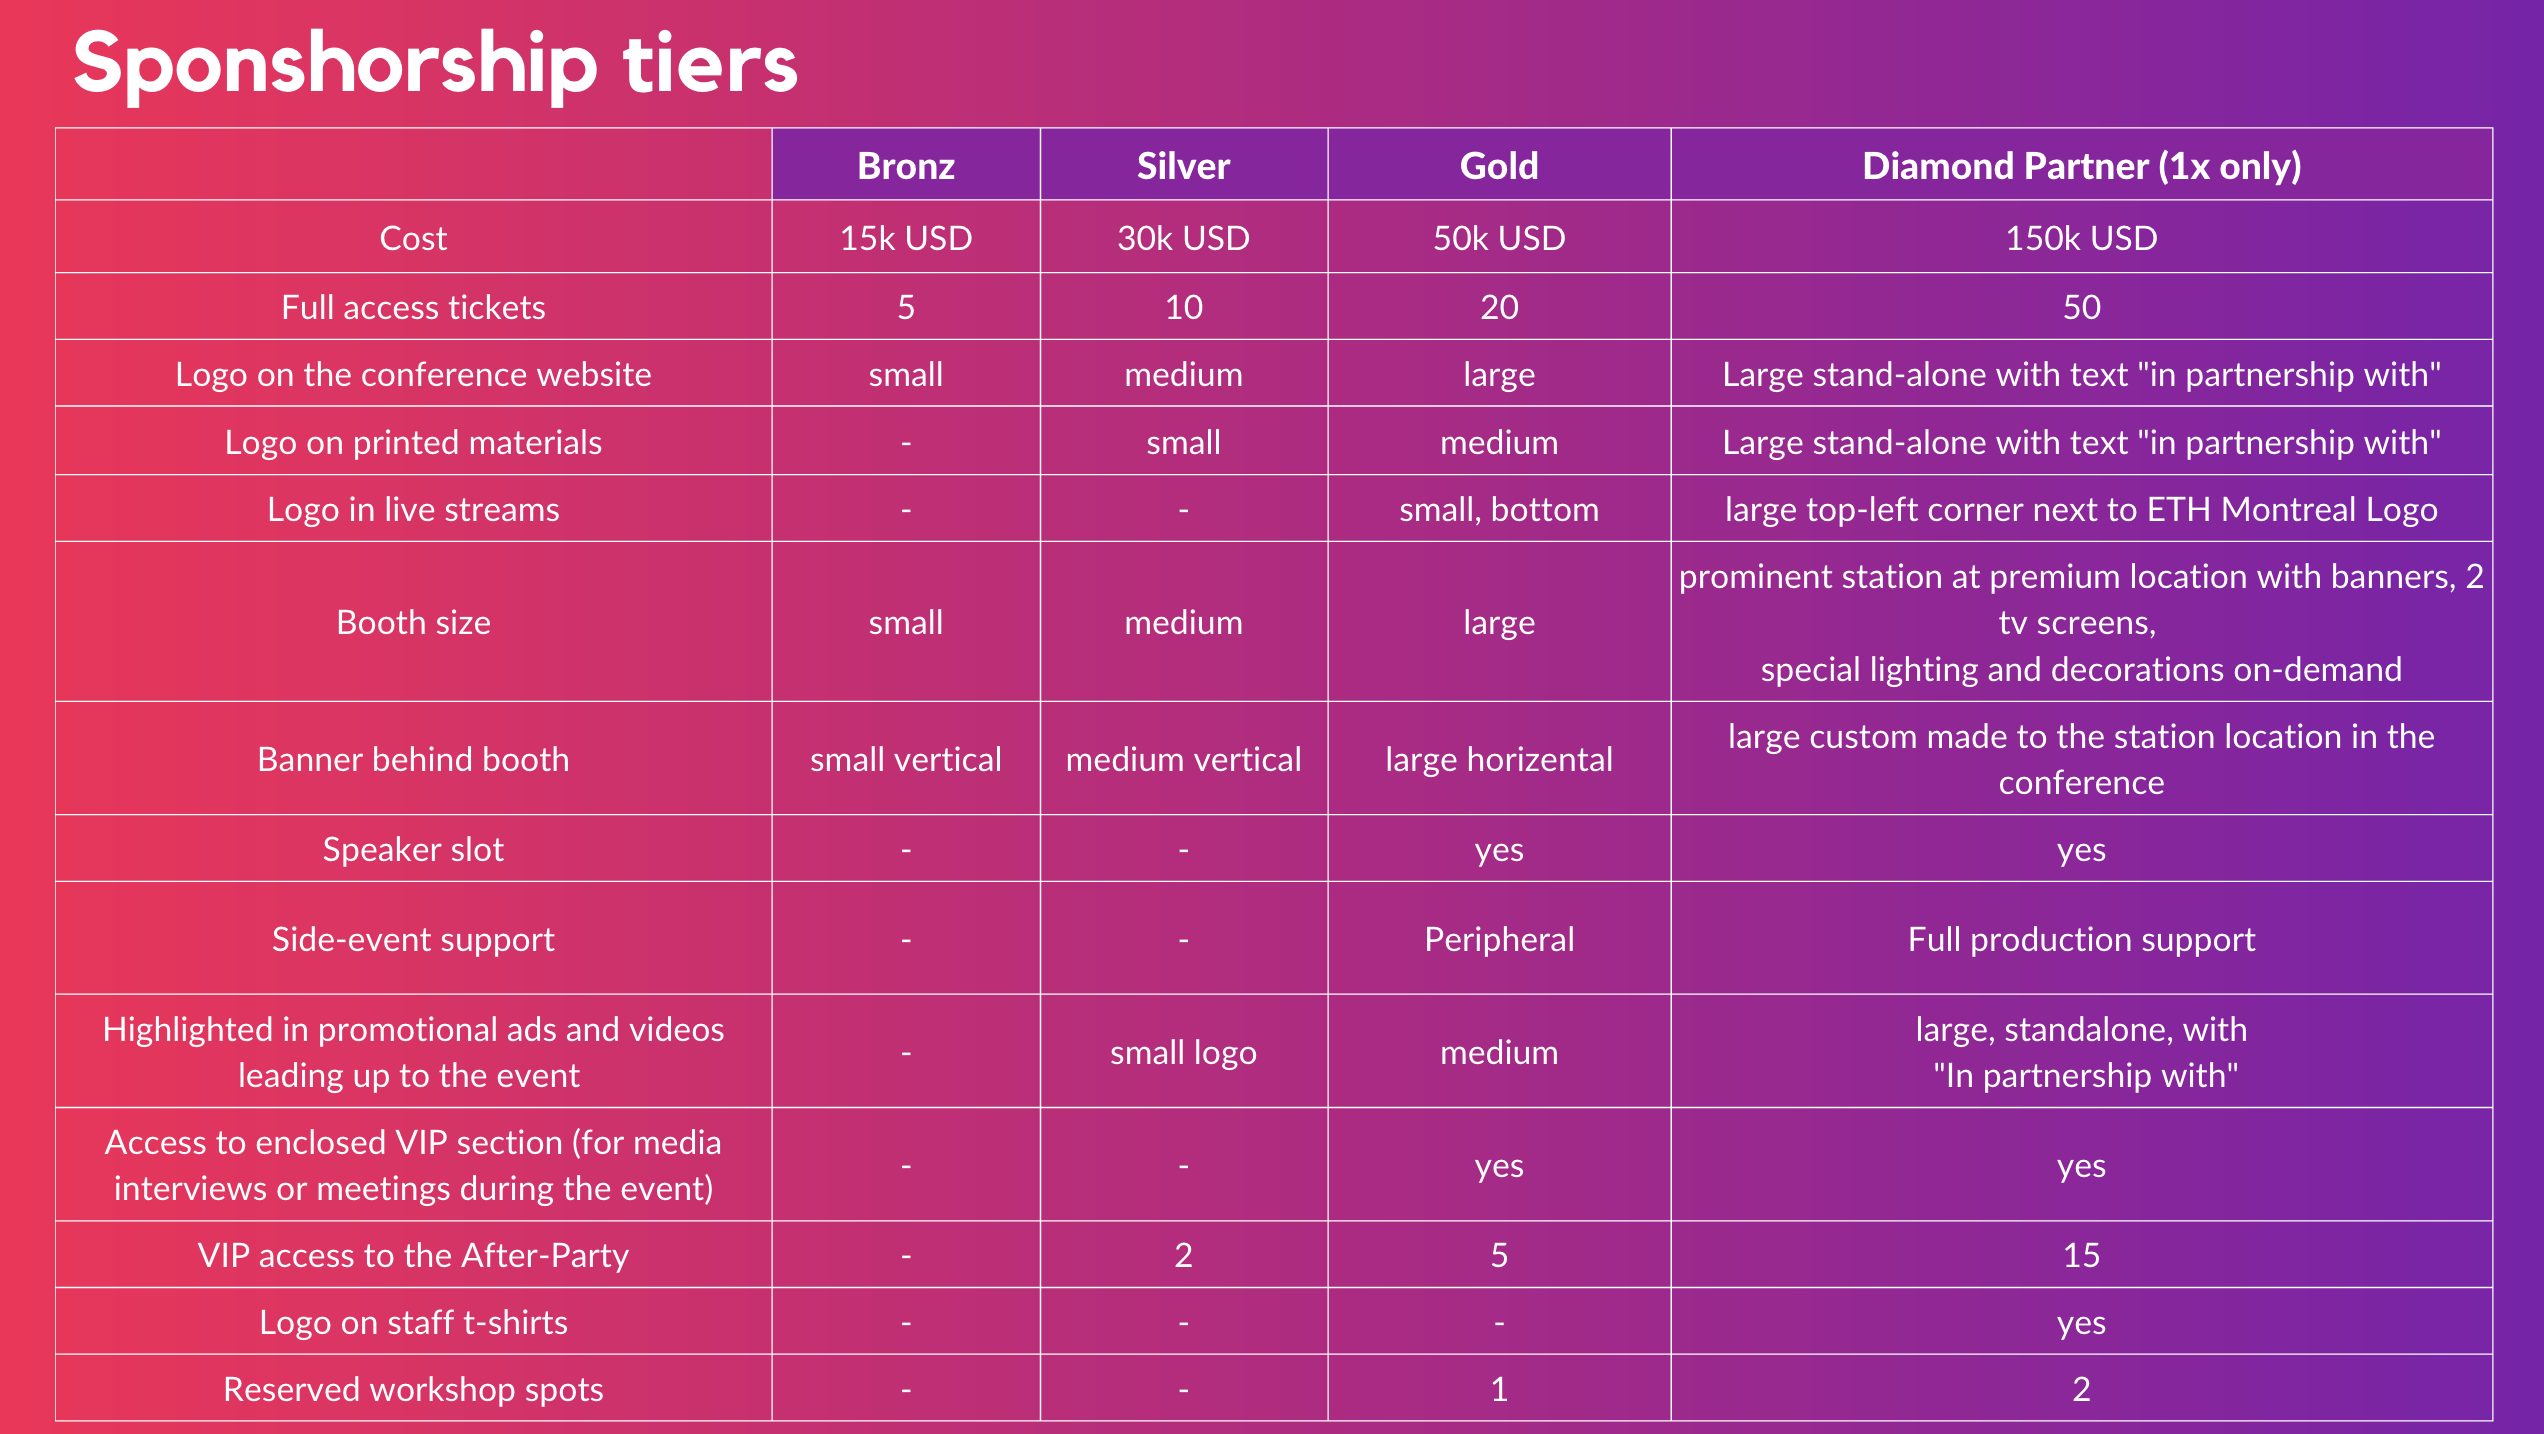 Sponshorship tiers
Bronz Silver Gold Diamond Partner (1x only)
Cost 15k USD 30k USD 50k USD 150k USD
Full access tickets 5 10 20 50
Logo on the conference website small medium large Large stand-alone with text "in partnership with"
Logo on printed materials - small medium Large stand-alone with text "in partnership with"
Logo in live streams - - small, bottom large top-left corner next to ETH Montreal Logo
Booth size small medium large prominent station at premium location with banners, 2
tv screens,
special lighting and decorations on-demand
Banner behind booth small vertical medium vertical large horizental large custom made to the station location in the
conference
Speaker slot - - yes yes
Side-event support - - Peripheral Full production support
Highlighted in promotional ads and videos
leading up to the event - small logo medium large, standalone, with
"In partnership with"
Access to enclosed VIP section (for media
interviews or meetings during the event) - - yes yes
VIP access to the After-Party - 2 5 15
Logo on staff t-shirts - - - yes
Reserved workshop spots - - 1 2